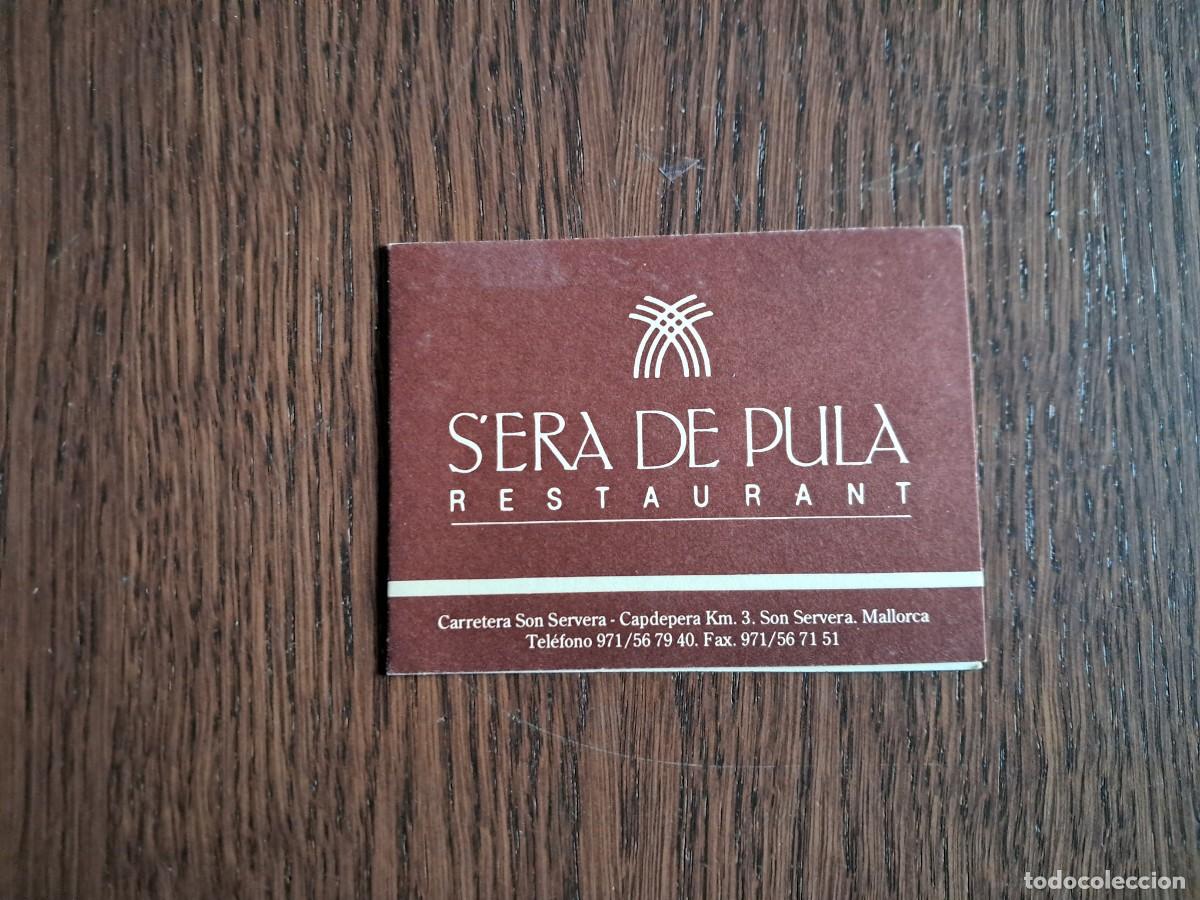 S'ERA DE PULA
RESTAURANT
Carretera Son Servera - Capdepera Km. 3. Son Servera. Mallorca
Teléfono 971/56 79 40. Fax. 971/56 71 51
todocoleccion